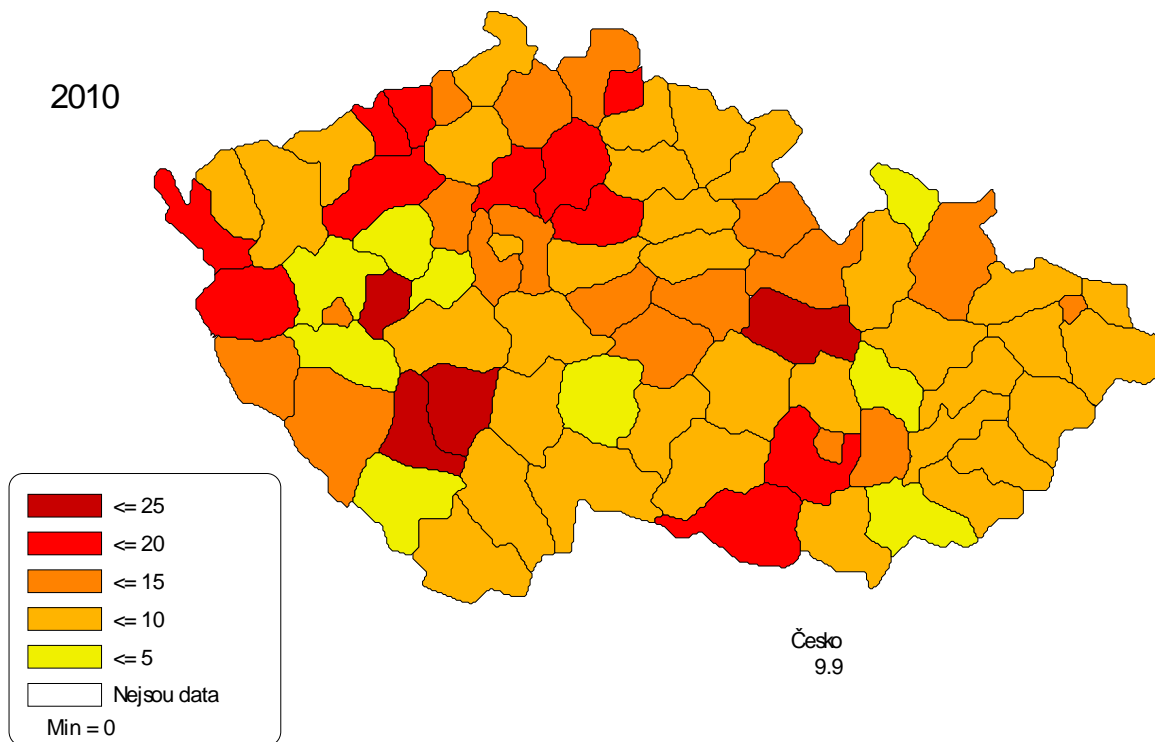 2010
<= 25
<= 20
<= 15
<= 10
<= 5
Nejsou data
Min = 0
Česko
9.9